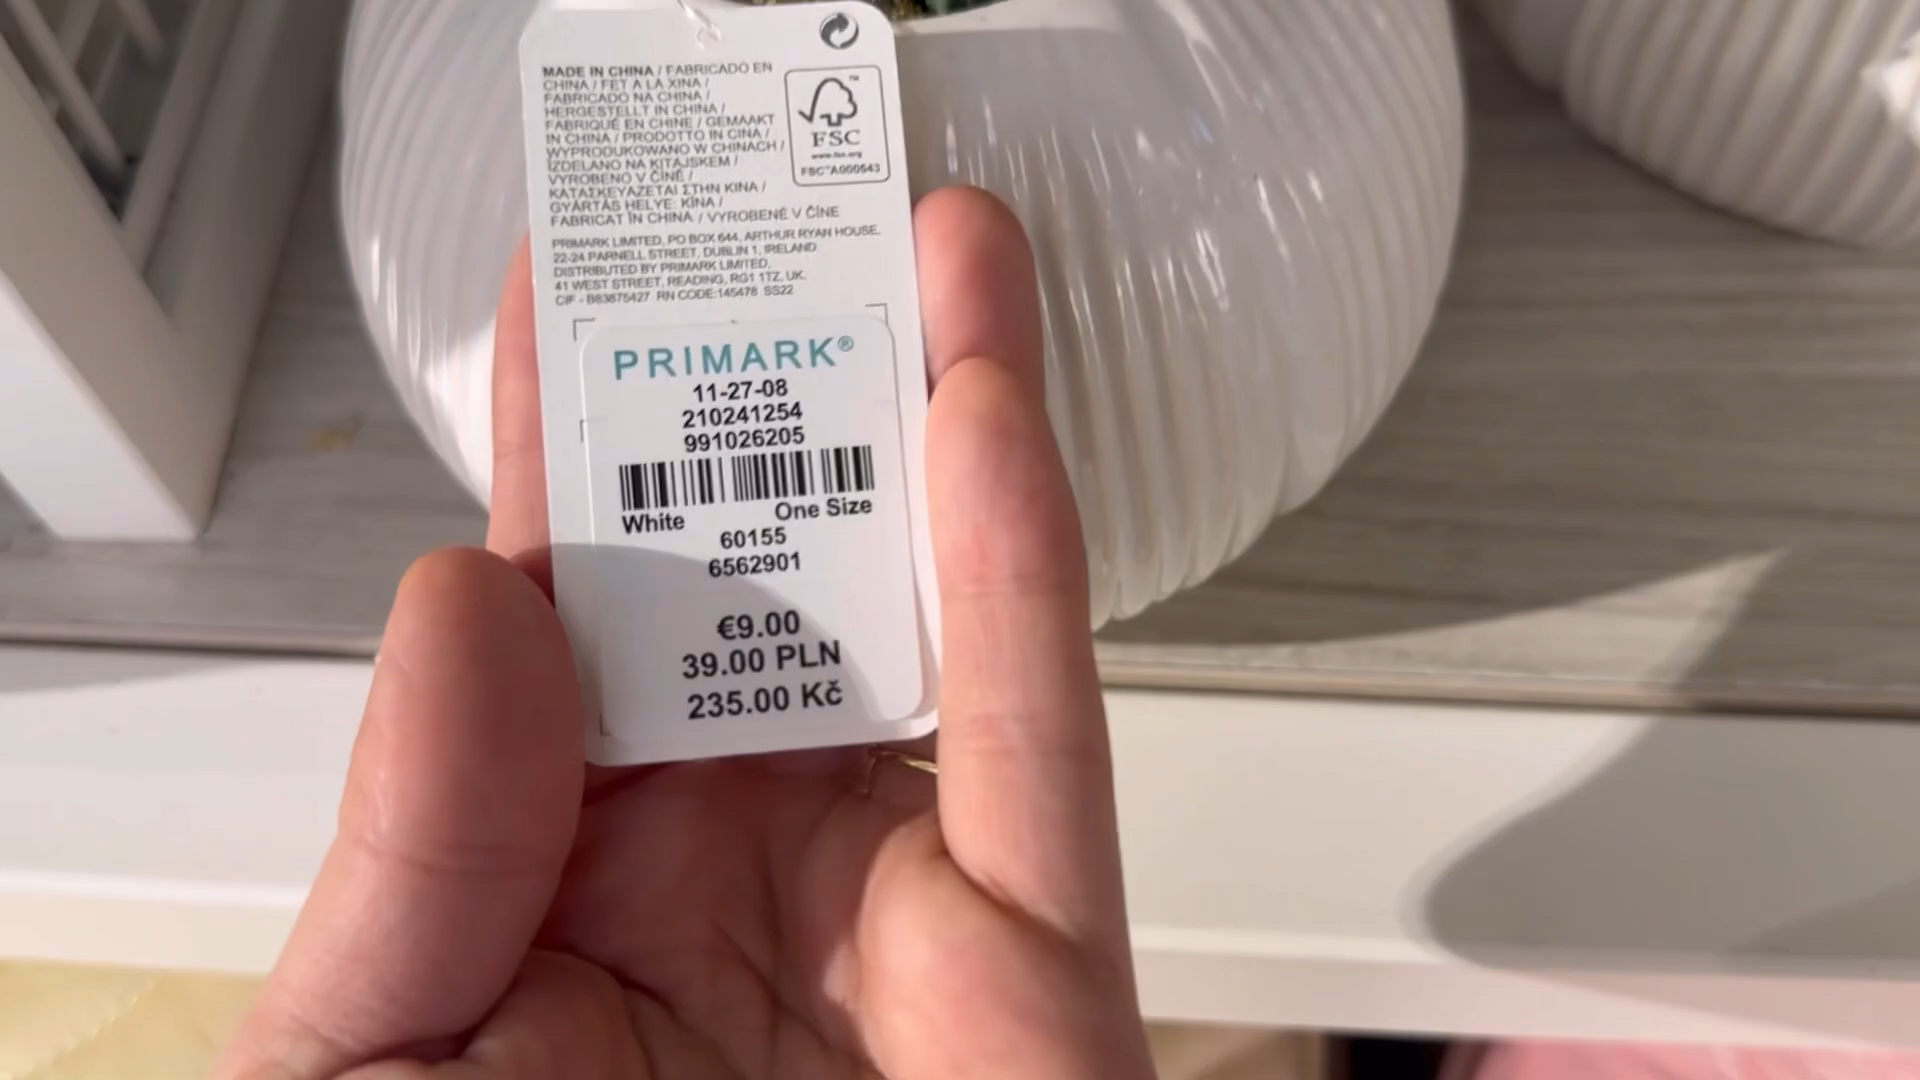 MADE IN CHINA / FABRICADO EN
CHINA / FET A LA XINA /
FABRICADO NA CHINA /
HERGESTELLT IN CHINA /
FABRIQUÉ EN CHINE / GEMAAKT
IN CHINA / PRODOTTO IN CINA /
WYPRODUKOWANO W CHINACH /
IZDELANO NA KITAJSKEM /
VYROBENO V ČÍNĚ /
ΚΑΤΑΣΚΕΥΑΖΕΤΑΙ ΣΤΗΝ ΚΙΝΑ /
GYÁRTÁS HELYE: KÍNA /
FABRICAT ÎN CHINA / VYROBENÉ V ČÍNE
FSC™
www.fsc.org
FSC™A000543
PRIMARK LIMITED, PO BOX 644, ARTHUR RYAN HOUSE,
22-24 PARNELL STREET, DUBLIN 1, IRELAND
DISTRIBUTED BY PRIMARK LIMITED,
41 WEST STREET, READING, RG1 1TZ, UK.
CIF - B83875427 RN CODE:145478 SS22
PRIMARK®
11-27-08
210241254
991026205
White One Size
60155
6562901
€9.00
39.00 PLN
235.00 Kč